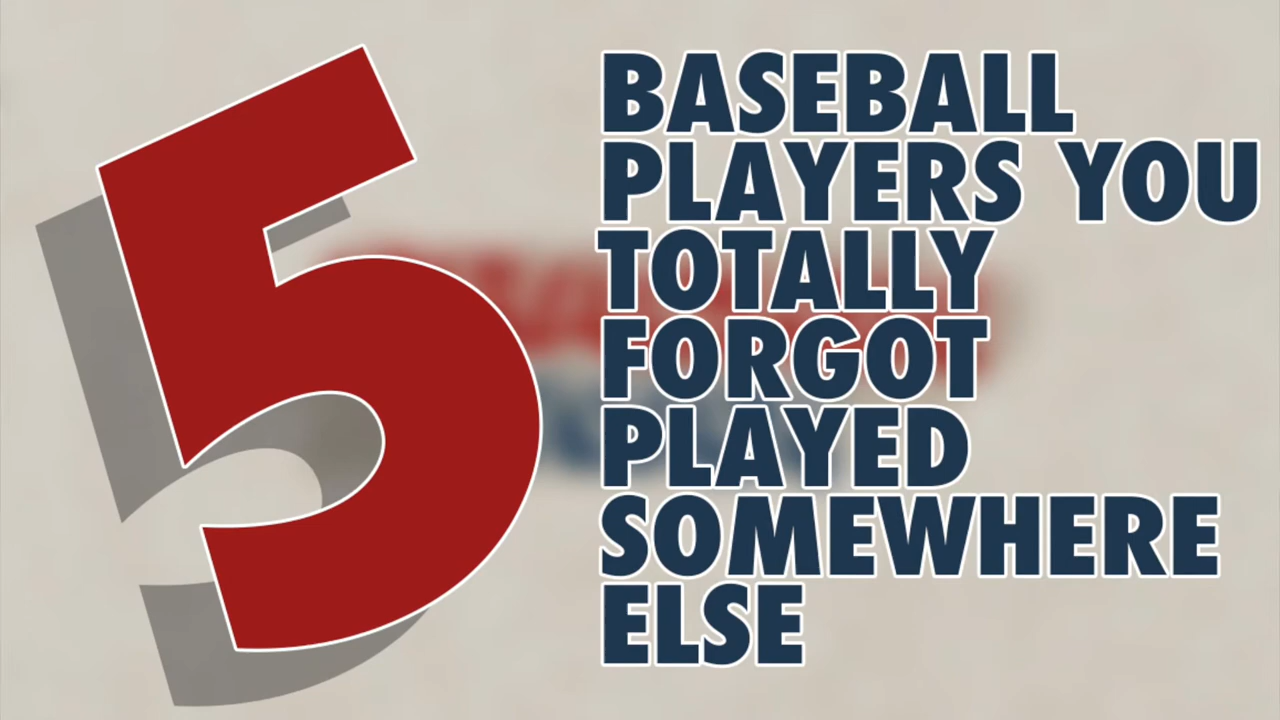 5
BASEBALL
PLAYERS YOU
TOTALLY
FORGOT
PLAYED
SOMEWHERE
ELSE